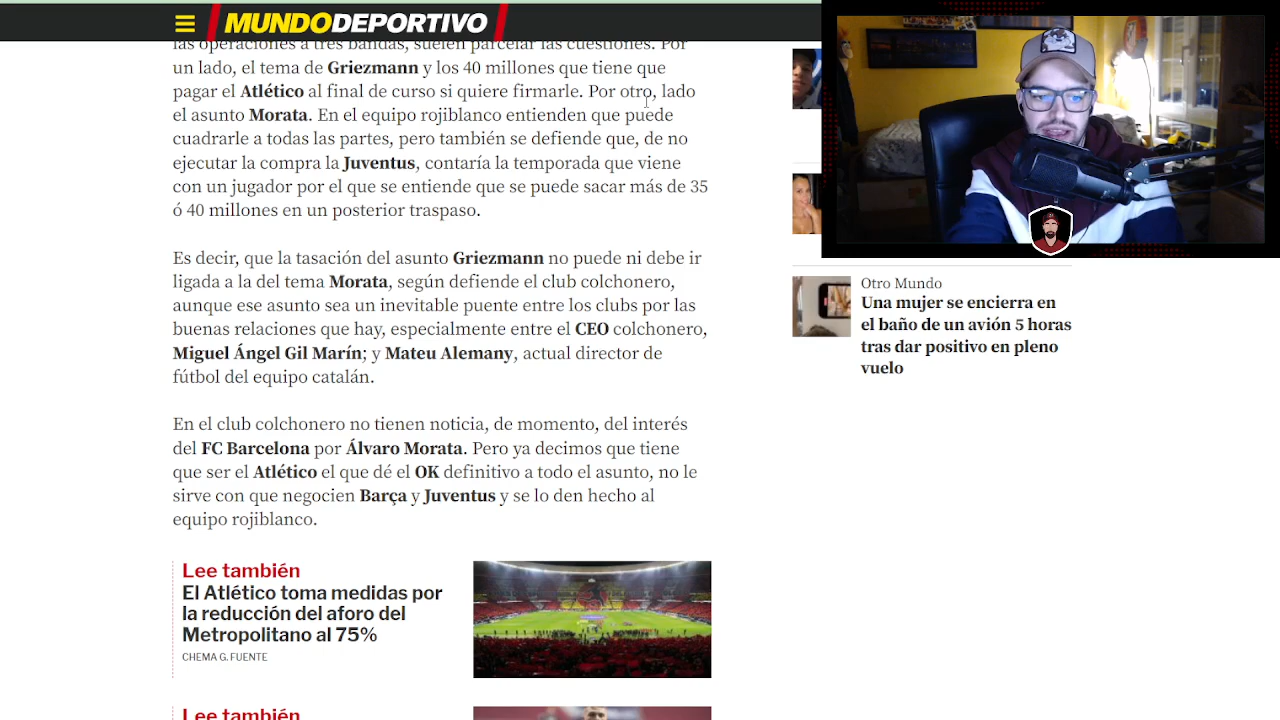 MUNDODEPORTIVO
las operaciones a tres bandas, suelen parcelar las cuestiones. Por
un lado, el tema de Griezmann y los 40 millones que tiene que
pagar el Atlético al final de curso si quiere firmarle. Por otro, lado
el asunto Morata. En el equipo rojiblanco entienden que puede
cuadrarle a todas las partes, pero también se defiende que, de no
ejecutar la compra la Juventus, contaría la temporada que viene
con un jugador por el que se entiende que se puede sacar más de 35
ó 40 millones en un posterior traspaso.
Es decir, que la tasación del asunto Griezmann no puede ni debe ir
ligada a la del tema Morata, según defiende el club colchonero,
aunque ese asunto sea un inevitable puente entre los clubs por las
buenas relaciones que hay, especialmente entre el CEO colchonero,
Miguel Ángel Gil Marín; y Mateu Alemany, actual director de
fútbol del equipo catalán.
En el club colchonero no tienen noticia, de momento, del interés
del FC Barcelona por Álvaro Morata. Pero ya decimos que tiene
que ser el Atlético el que dé el OK definitivo a todo el asunto, no le
sirve con que negocien Barça y Juventus y se lo den hecho al
equipo rojiblanco.
Lee también
El Atlético toma medidas por
la reducción del aforo del
Metropolitano al 75%
CHEMA G. FUENTE
Lee también
Otro Mundo
Una mujer se encierra en
el baño de un avión 5 horas
tras dar positivo en pleno
vuelo